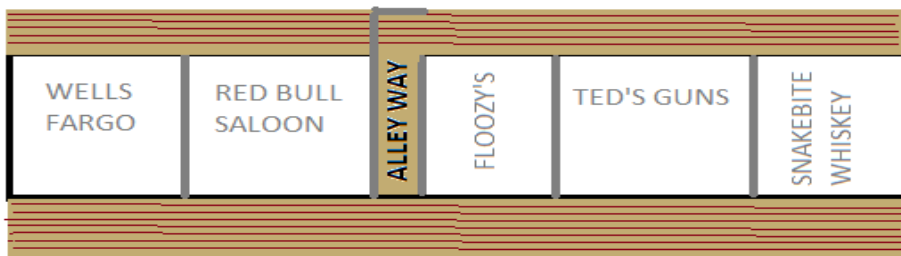 WELLS
FARGO
RED BULL
SALOON
ALLEY WAY
FLOOZY'S
TED'S GUNS
SNAKEBITE
WHISKEY